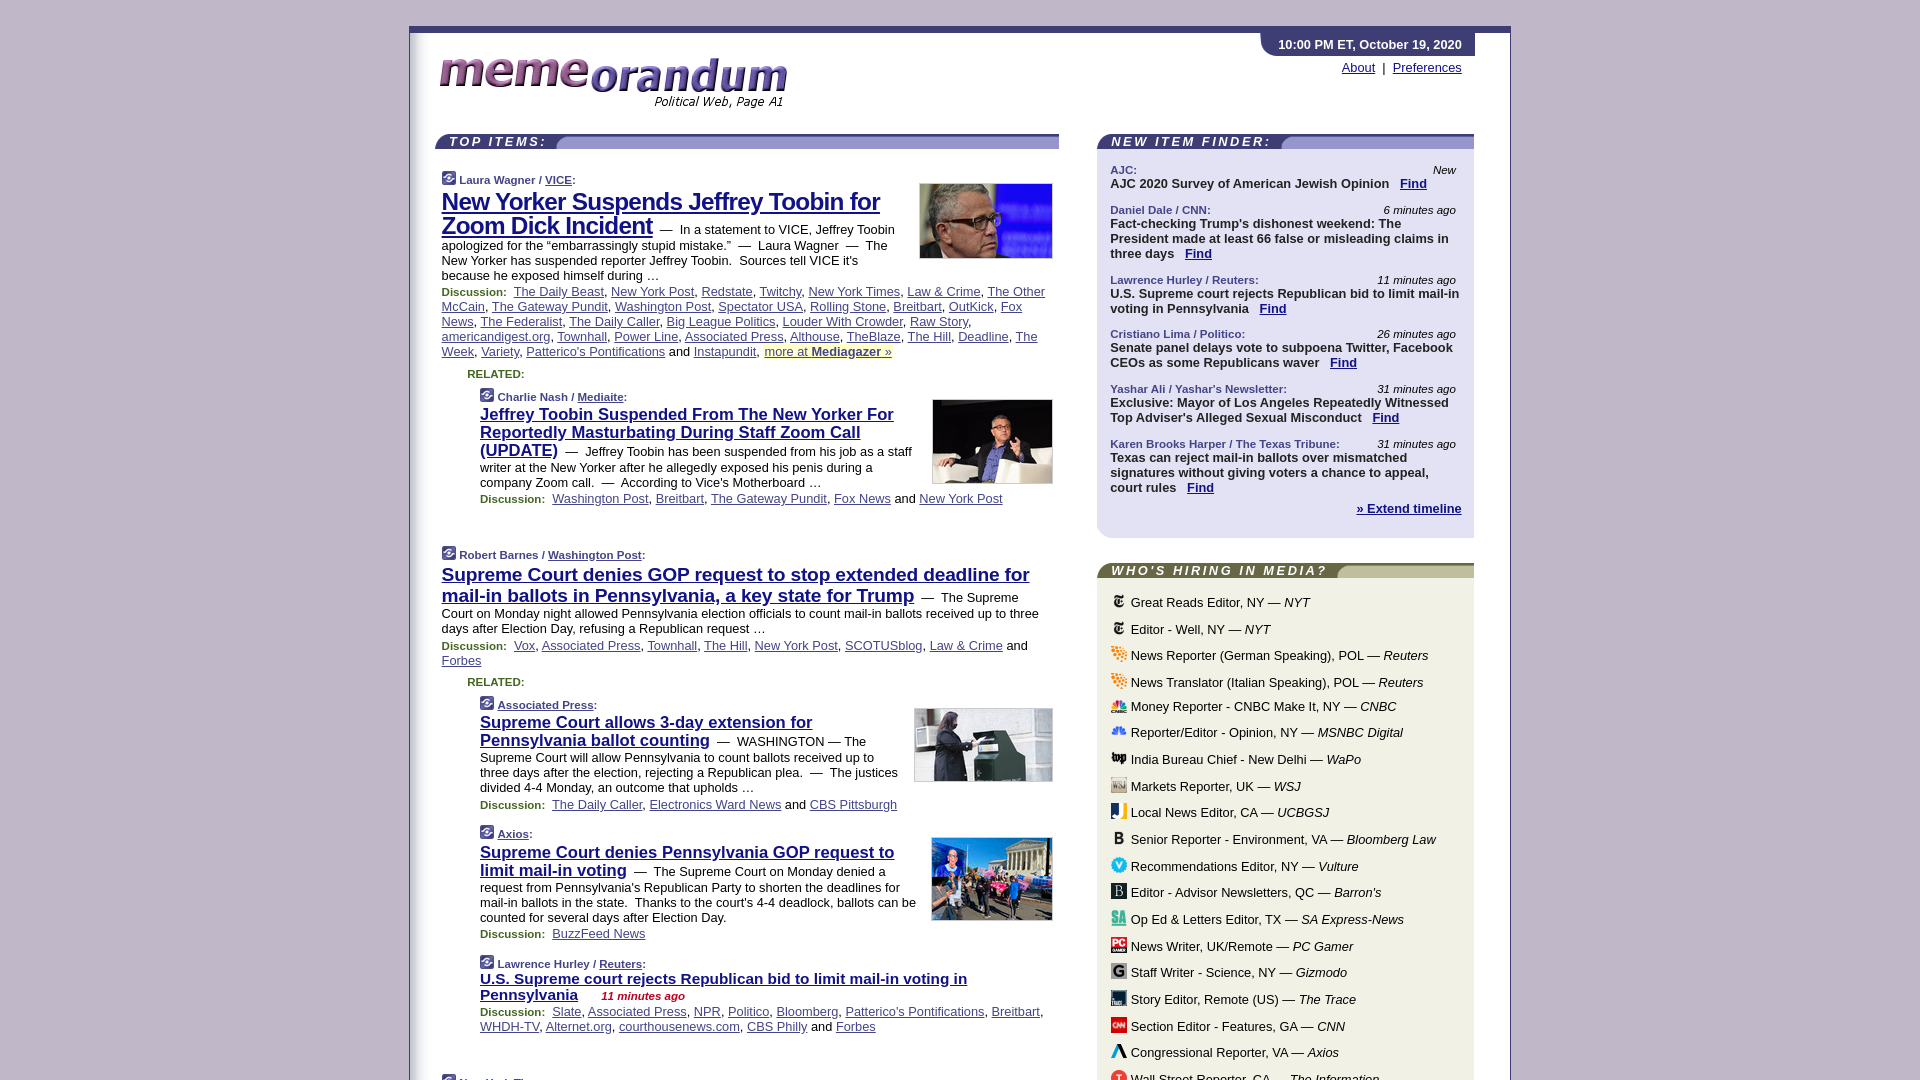 10:00 PM ET, October 19, 2020
About | Preferences
memeorandum
Political Web, Page A1
TOP ITEMS:
Laura Wagner / VICE:
New Yorker Suspends Jeffrey Toobin for
Zoom Dick Incident — In a statement to VICE, Jeffrey Toobin
apologized for the “embarrassingly stupid mistake.” — Laura Wagner — The
New Yorker has suspended reporter Jeffrey Toobin. Sources tell VICE it's
because he exposed himself during …
Discussion: The Daily Beast, New York Post, Redstate, Twitchy, New York Times, Law & Crime, The Other
McCain, The Gateway Pundit, Washington Post, Spectator USA, Rolling Stone, Breitbart, OutKick, Fox
News, The Federalist, The Daily Caller, Big League Politics, Louder With Crowder, Raw Story,
americandigest.org, Townhall, Power Line, Associated Press, Althouse, TheBlaze, The Hill, Deadline, The
Week, Variety, Patterico's Pontifications and Instapundit, more at Mediagazer »
RELATED:
Charlie Nash / Mediaite:
Jeffrey Toobin Suspended From The New Yorker For
Reportedly Masturbating During Staff Zoom Call
(UPDATE) — Jeffrey Toobin has been suspended from his job as a staff
writer at the New Yorker after he allegedly exposed his penis during a
company Zoom call. — According to Vice's Motherboard …
Discussion: Washington Post, Breitbart, The Gateway Pundit, Fox News and New York Post
Robert Barnes / Washington Post:
Supreme Court denies GOP request to stop extended deadline for
mail-in ballots in Pennsylvania, a key state for Trump — The Supreme
Court on Monday night allowed Pennsylvania election officials to count mail-in ballots received up to three
days after Election Day, refusing a Republican request …
Discussion: Vox, Associated Press, Townhall, The Hill, New York Post, SCOTUSblog, Law & Crime and
Forbes
RELATED:
Associated Press:
Supreme Court allows 3-day extension for
Pennsylvania ballot counting — WASHINGTON — The
Supreme Court will allow Pennsylvania to count ballots received up to
three days after the election, rejecting a Republican plea. — The justices
divided 4-4 Monday, an outcome that upholds …
Discussion: The Daily Caller, Electronics Ward News and CBS Pittsburgh
Axios:
Supreme Court denies Pennsylvania GOP request to
limit mail-in voting — The Supreme Court on Monday denied a
request from Pennsylvania's Republican Party to shorten the deadlines for
mail-in ballots in the state. Thanks to the court's 4-4 deadlock, ballots can be
counted for several days after Election Day.
Discussion: BuzzFeed News
Lawrence Hurley / Reuters:
U.S. Supreme court rejects Republican bid to limit mail-in voting in
Pennsylvania 11 minutes ago
Discussion: Slate, Associated Press, NPR, Politico, Bloomberg, Patterico's Pontifications, Breitbart,
WHDH-TV, Alternet.org, courthousenews.com, CBS Philly and Forbes
NEW ITEM FINDER:
AJC: New
AJC 2020 Survey of American Jewish Opinion Find
Daniel Dale / CNN: 6 minutes ago
Fact-checking Trump's dishonest weekend: The
President made at least 66 false or misleading claims in
three days Find
Lawrence Hurley / Reuters: 11 minutes ago
U.S. Supreme court rejects Republican bid to limit mail-in
voting in Pennsylvania Find
Cristiano Lima / Politico: 26 minutes ago
Senate panel delays vote to subpoena Twitter, Facebook
CEOs as some Republicans waver Find
Yashar Ali / Yashar's Newsletter: 31 minutes ago
Exclusive: Mayor of Los Angeles Repeatedly Witnessed
Top Adviser's Alleged Sexual Misconduct Find
Karen Brooks Harper / The Texas Tribune: 31 minutes ago
Texas can reject mail-in ballots over mismatched
signatures without giving voters a chance to appeal,
court rules Find
» Extend timeline
WHO'S HIRING IN MEDIA?
Great Reads Editor, NY — NYT
Editor - Well, NY — NYT
News Reporter (German Speaking), POL — Reuters
News Translator (Italian Speaking), POL — Reuters
Money Reporter - CNBC Make It, NY — CNBC
Reporter/Editor - Opinion, NY — MSNBC Digital
India Bureau Chief - New Delhi — WaPo
Markets Reporter, UK — WSJ
Local News Editor, CA — UCBGSJ
Senior Reporter - Environment, VA — Bloomberg Law
Recommendations Editor, NY — Vulture
Editor - Advisor Newsletters, QC — Barron's
Op Ed & Letters Editor, TX — SA Express-News
News Writer, UK/Remote — PC Gamer
Staff Writer - Science, NY — Gizmodo
Story Editor, Remote (US) — The Trace
Section Editor - Features, GA — CNN
Congressional Reporter, VA — Axios
Wall Street Reporter, CA — The Information